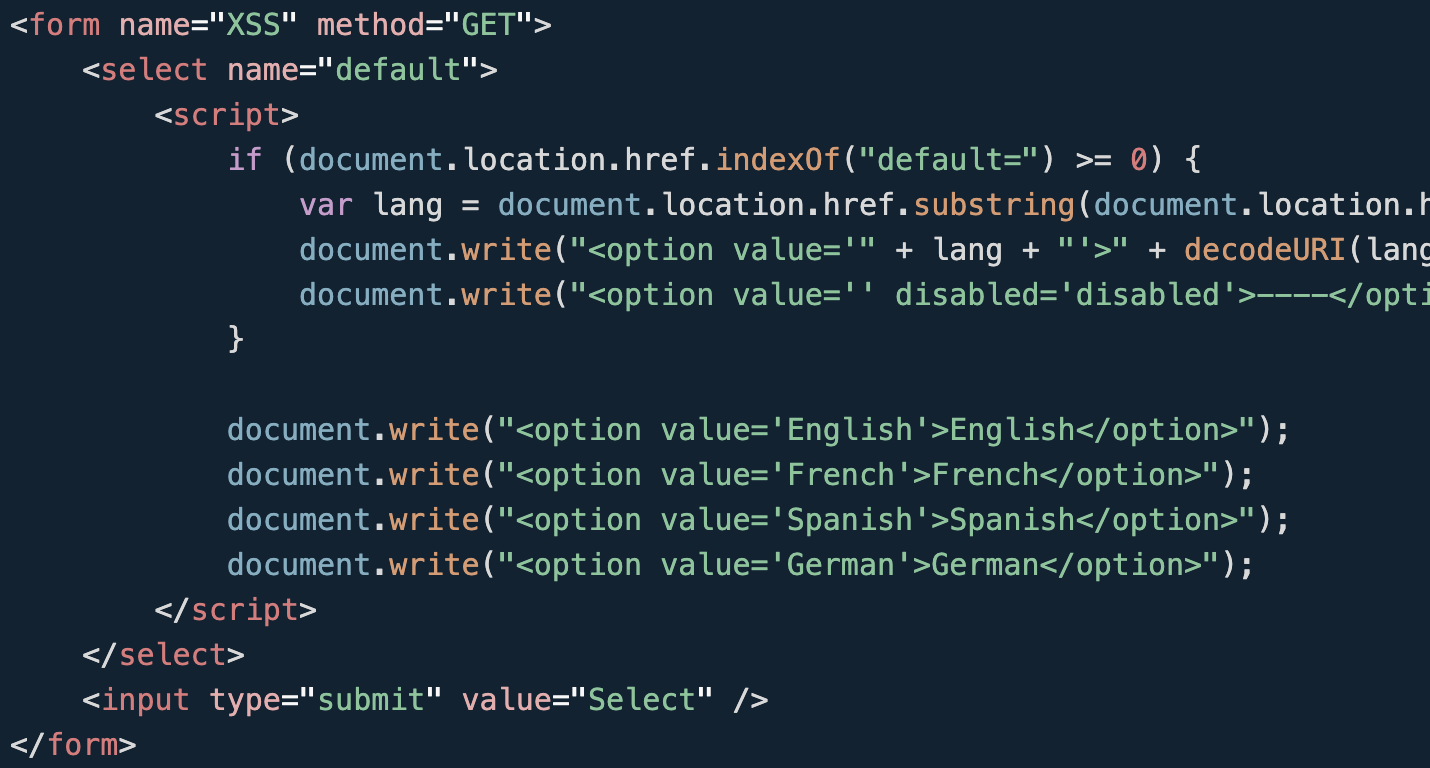 <form name="XSS" method="GET">
    <select name="default">
        <script>
            if (document.location.href.indexOf("default=") >= 0) {
                var lang = document.location.href.substring(document.location.h
                document.write("<option value='" + lang + "'>" + decodeURI(lang
                document.write("<option value='' disabled='disabled'>----</opti
            }

            document.write("<option value='English'>English</option>");
            document.write("<option value='French'>French</option>");
            document.write("<option value='Spanish'>Spanish</option>");
            document.write("<option value='German'>German</option>");
        </script>
    </select>
    <input type="submit" value="Select" />
</form>